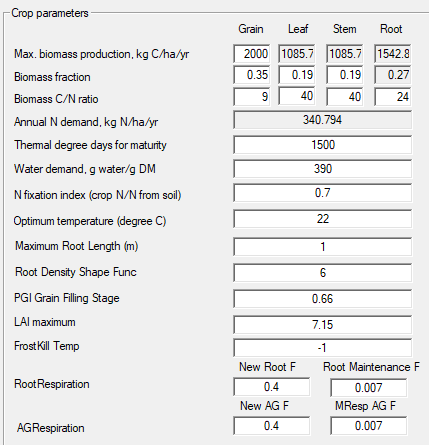 Crop parameters
Grain Leaf Stem Root
Max. biomass production, kg C/ha/yr 2000 1085.7 1085.7 1542.8
Biomass fraction 0.35 0.19 0.19 0.27
Biomass C/N ratio 9 40 40 24
Annual N demand, kg N/ha/yr 340.794
Thermal degree days for maturity 1500
Water demand, g water/g DM 390
N fixation index (crop N/N from soil) 0.7
Optimum temperature (degree C) 22
Maximum Root Length (m) 1
Root Density Shape Func 6
PGI Grain Filling Stage 0.66
LAI maximum 7.15
FrostKill Temp -1
New Root F Root Maintenance F
RootRespiration 0.4 0.007
New AG F MResp AG F
AGRespiration 0.4 0.007